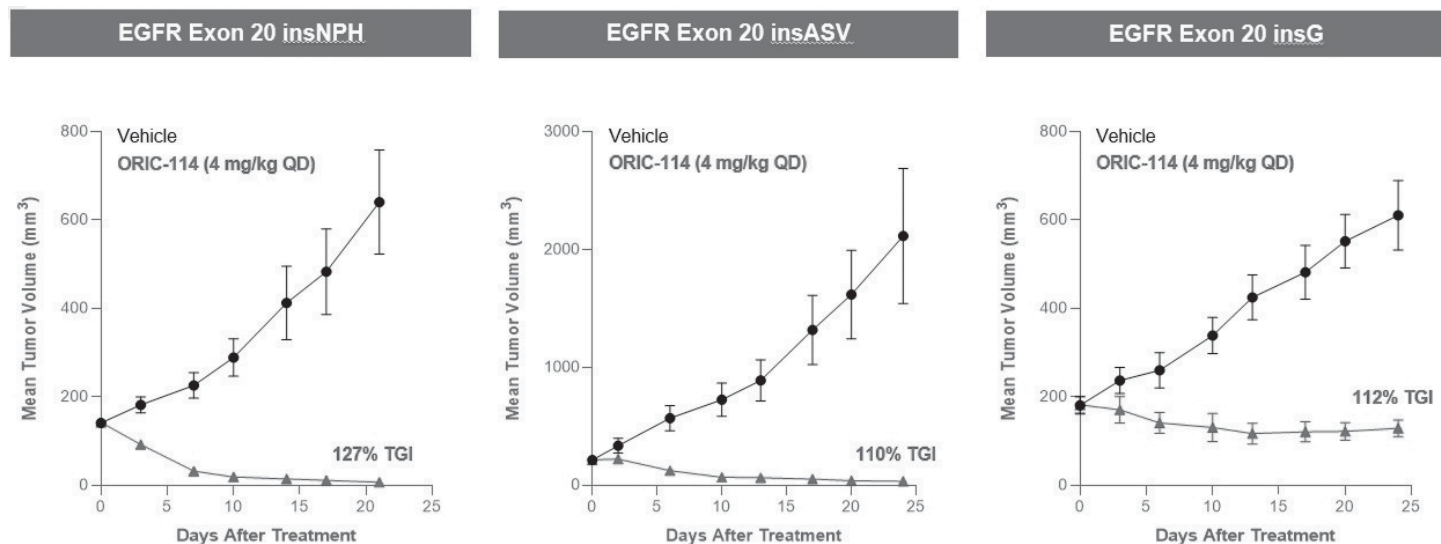 EGFR Exon 20 insNPH
Vehicle
ORIC-114 (4 mg/kg QD)
Mean Tumor Volume (mm³)
800
600
400
200
0
127% TGI
0 5 10 15 20 25
Days After Treatment
EGFR Exon 20 insASV
Vehicle
ORIC-114 (4 mg/kg QD)
Mean Tumor Volume (mm³)
3000
2000
1000
0
110% TGI
0 5 10 15 20 25
Days After Treatment
EGFR Exon 20 insG
Vehicle
ORIC-114 (4 mg/kg QD)
Mean Tumor Volume (mm³)
800
600
400
200
0
112% TGI
0 5 10 15 20 25
Days After Treatment